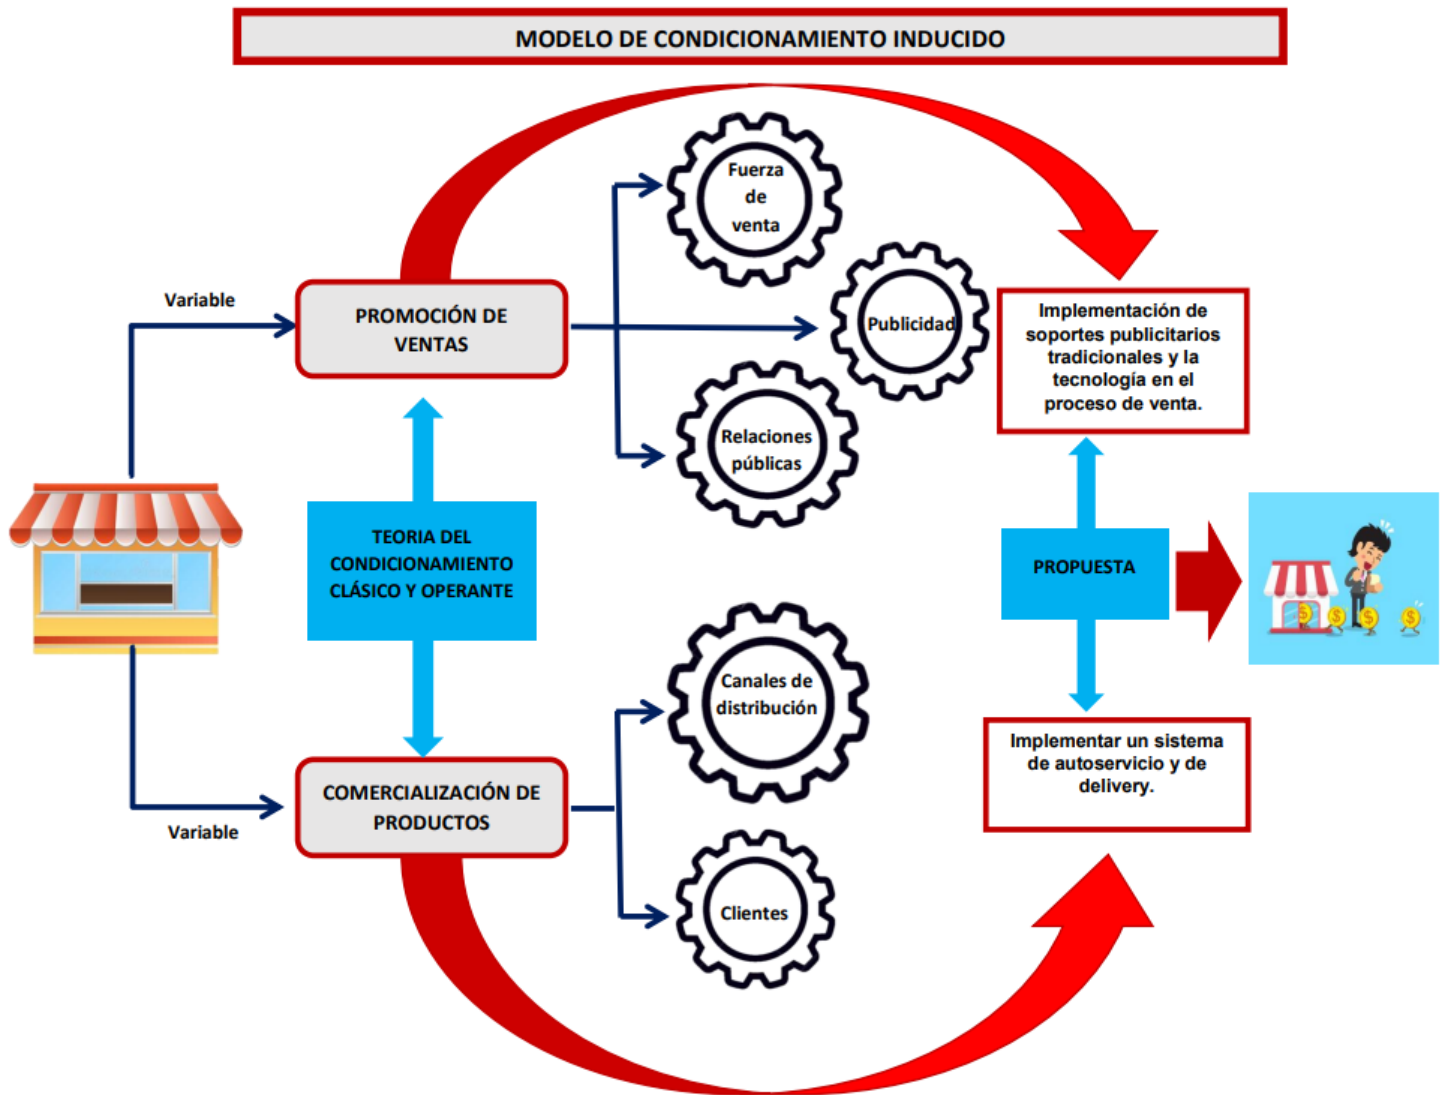 MODELO DE CONDICIONAMIENTO INDUCIDO
Fuerza
de
venta
Variable
PROMOCIÓN DE
VENTAS
Publicidad
Implementación de
soportes publicitarios
tradicionales y la
tecnología en el
proceso de venta.
Relaciones
públicas
TEORIA DEL
CONDICIONAMIENTO
CLÁSICO Y OPERANTE
PROPUESTA
$
$
$
$
Canales de
distribución
Implementar un sistema
de autoservicio y de
delivery.
COMERCIALIZACIÓN DE
PRODUCTOS
Variable
Clientes